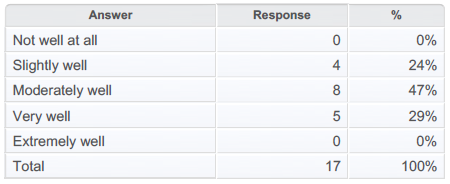 Answer Response %
Not well at all 0 0%
Slightly well 4 24%
Moderately well 8 47%
Very well 5 29%
Extremely well 0 0%
Total 17 100%